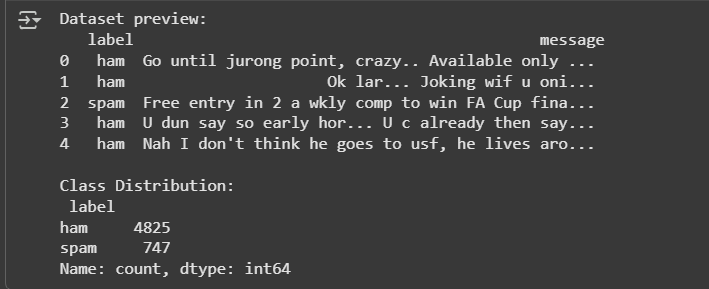 Dataset preview:
label message
0 ham Go until jurong point, crazy.. Available only ...
1 ham Ok lar... Joking wif u oni...
2 spam Free entry in 2 a wkly comp to win FA Cup fina...
3 ham U dun say so early hor... U c already then say...
4 ham Nah I don't think he goes to usf, he lives aro...
Class Distribution:
label
ham 4825
spam 747
Name: count, dtype: int64